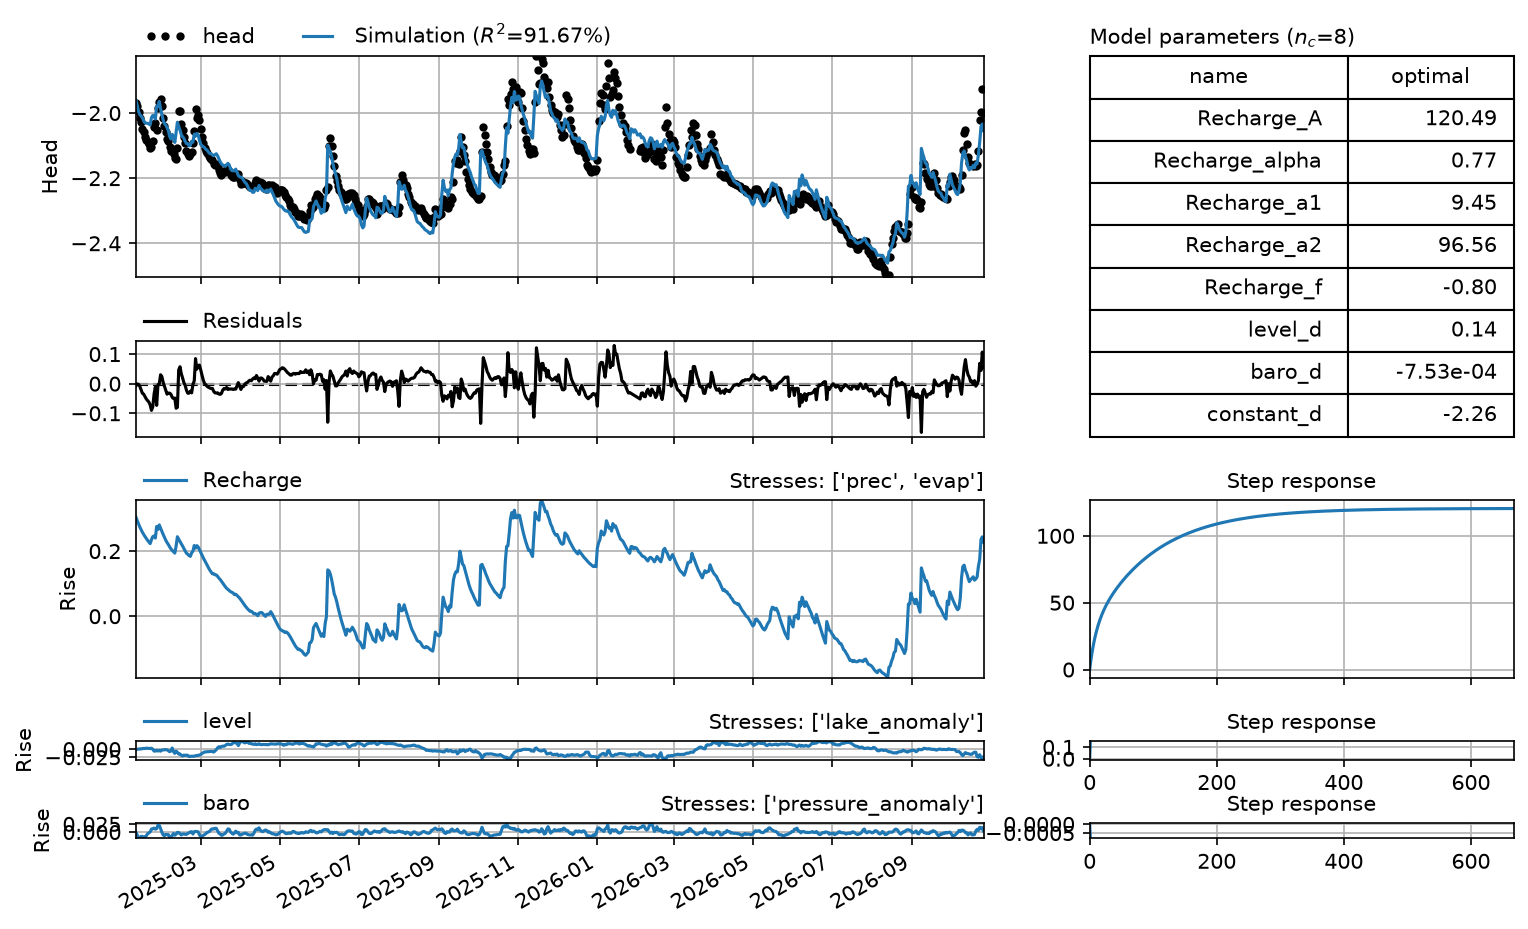 head
Simulation (R²=91.67%)
−2.0
−2.2
−2.4
Head
Model parameters (n_c=8)
name optimal
Recharge_A 120.49
Recharge_alpha 0.77
Recharge_a1 9.45
Recharge_a2 96.56
Recharge_f -0.80
level_d 0.14
baro_d -7.53e-04
constant_d -2.26
Residuals
0.1
0.0
−0.1
Recharge
Stresses: ['prec', 'evap']
0.2
0.0
Rise
Step response
100
50
0
level
Stresses: ['lake_anomaly']
0.000
−0.025
Rise
Step response
0.1
0.0
0 200 400 600
baro
Stresses: ['pressure_anomaly']
0.025
0.000
Rise
Step response
0.0000
−0.0005
0 200 400 600
2025-03 2025-05 2025-07 2025-09 2025-11 2026-01 2026-03 2026-05 2026-07 2026-09